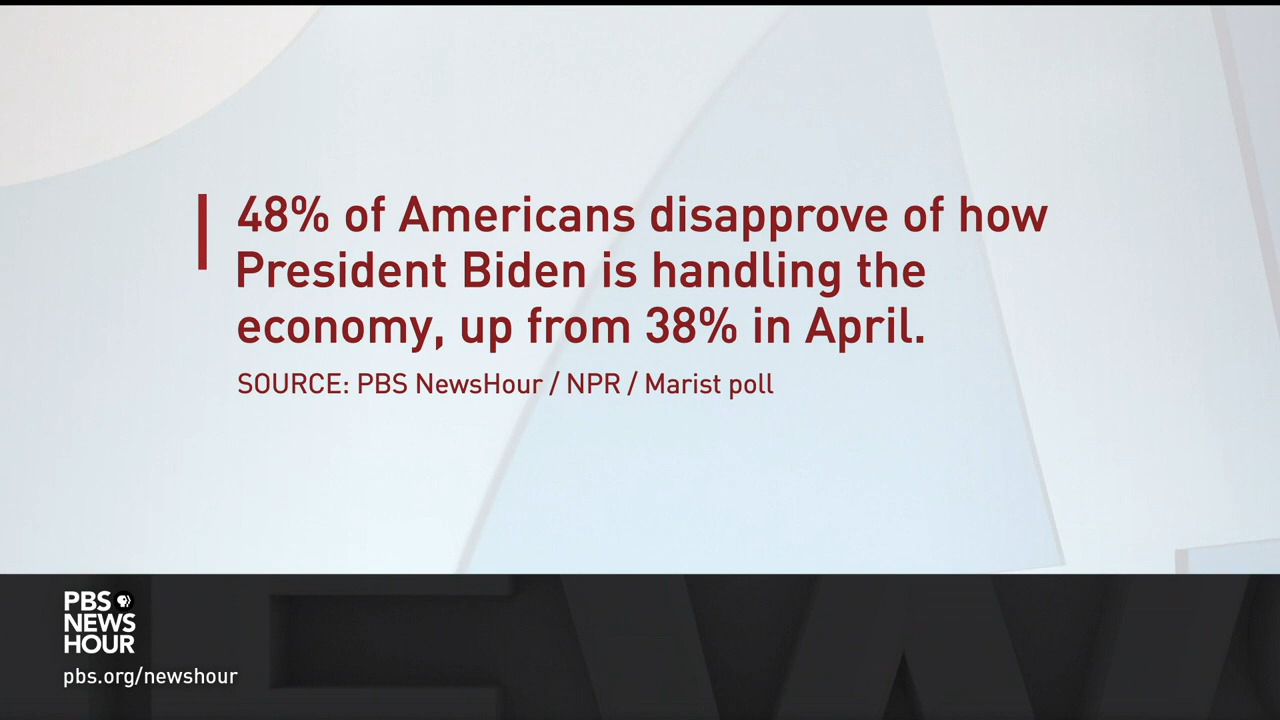 48% of Americans disapprove of how
President Biden is handling the
economy, up from 38% in April.
SOURCE: PBS NewsHour / NPR / Marist poll
PBS
NEWS
HOUR
pbs.org/newshour